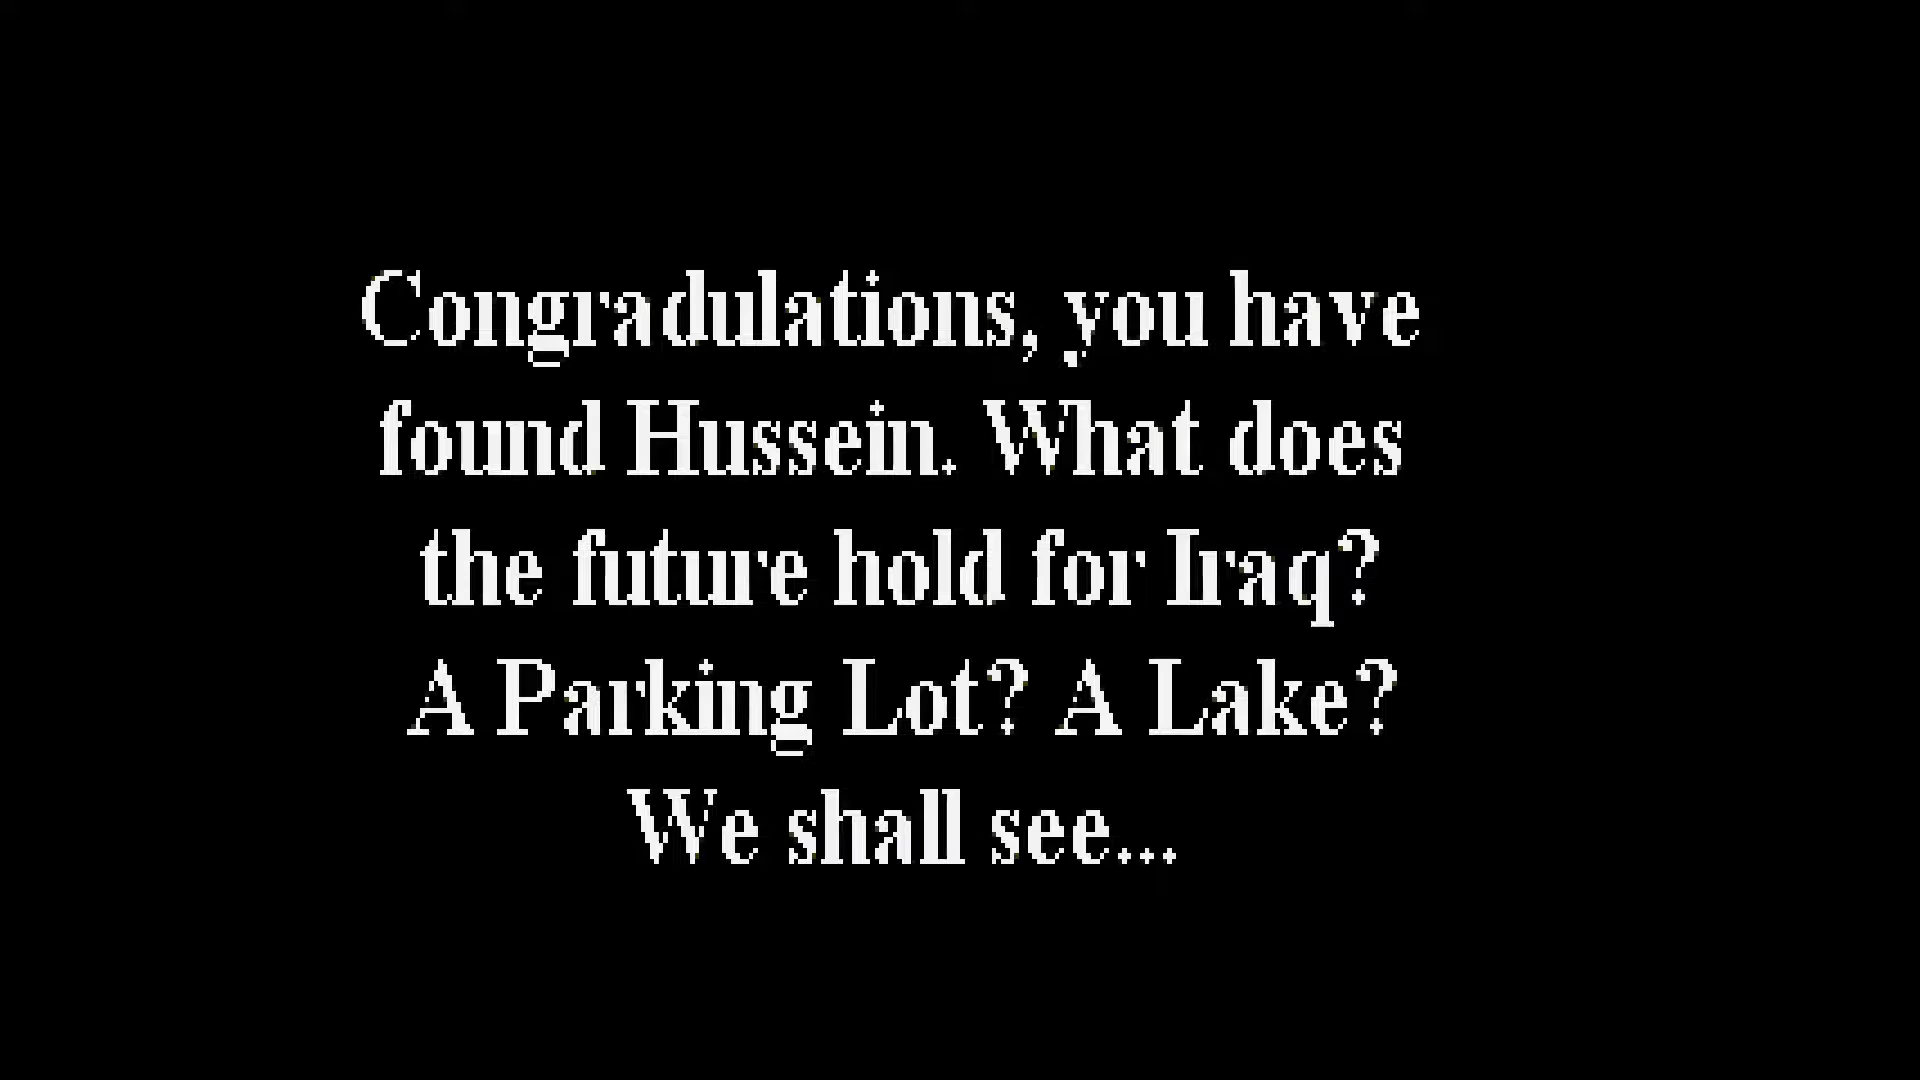 Congradulations, you have
found Hussein. What does
the future hold for Iraq?
A Parking Lot? A Lake?
We shall see...